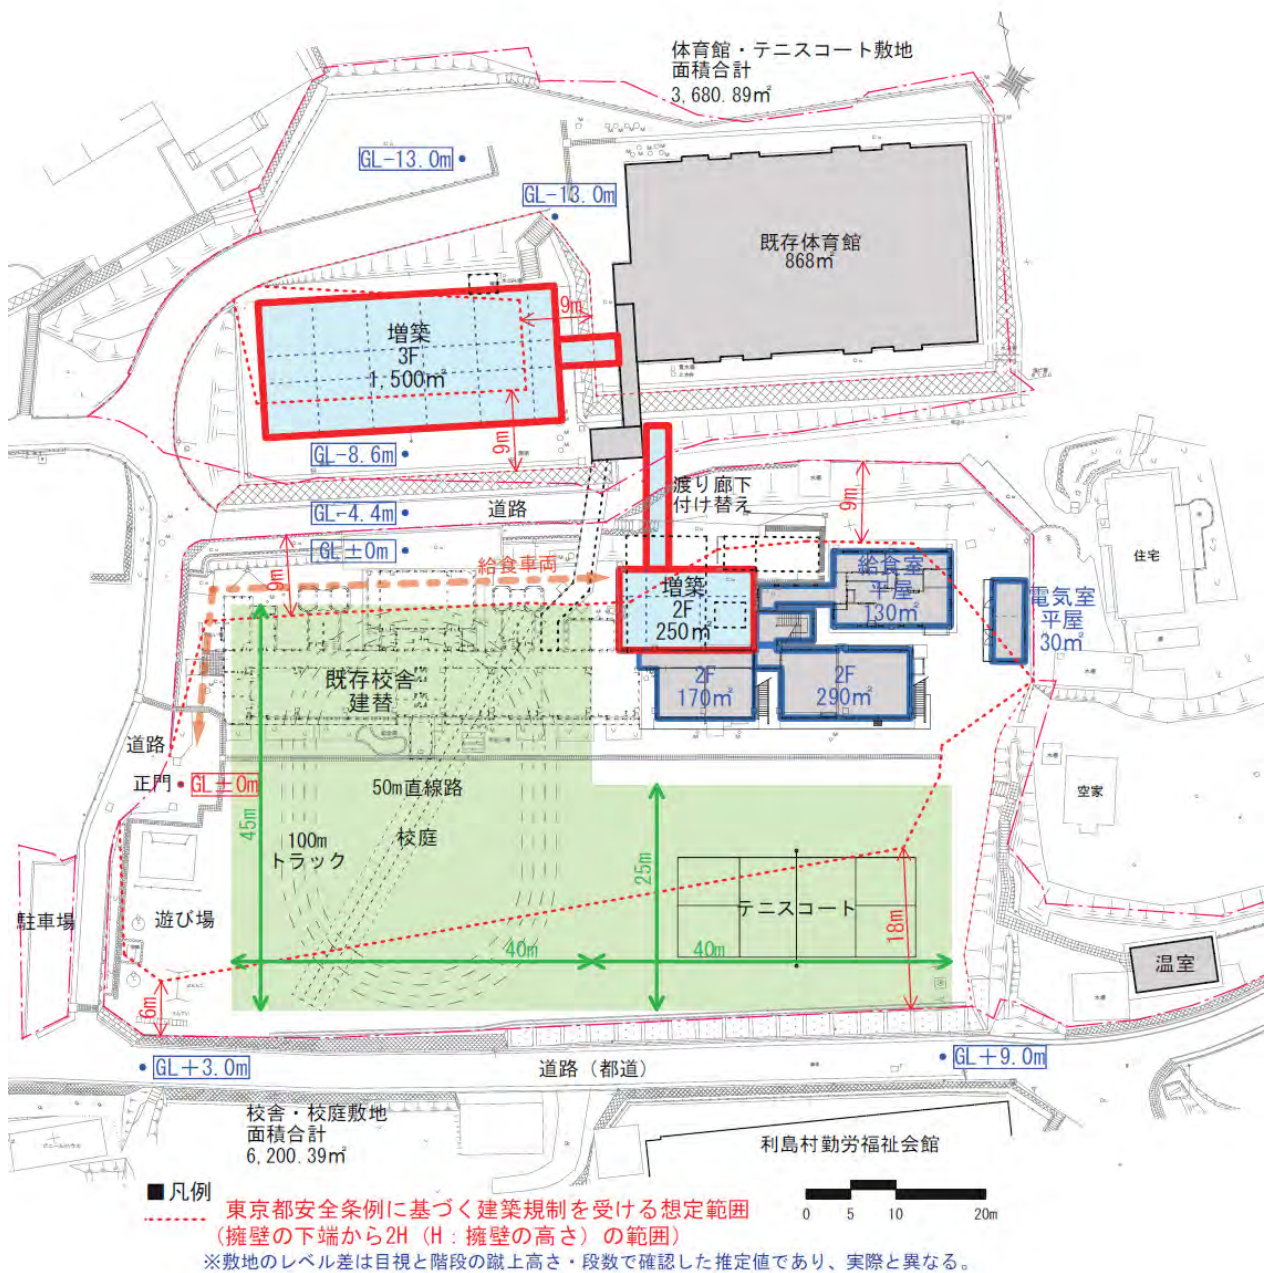 体育館・テニスコート敷地
面積合計
3,680.89㎡
GL-13.0m
GL-13.0m
既存体育館
868㎡
増築
3F
1,500㎡
9m
9m
GL-8.6m
GL-4.4m
道路
GL±0m
渡り廊下
付け替え
9m
9m
給食車両
住宅
増築
2F
250㎡
給食室
平屋
130㎡
電気室
平屋
30㎡
既存校舎
建替
2F
170㎡
2F
290㎡
道路
正門
GL±0m
50m直線路
空家
45m
100m
トラック
校庭
25m
駐車場
遊び場
テニスコート
18m
40m
40m
温室
6m
GL+3.0m
道路（都道）
GL+9.0m
校舎・校庭敷地
面積合計
6,200.39㎡
利島村勤労福祉会館
■凡例
東京都安全条例に基づく建築規制を受ける想定範囲
（擁壁の下端から2H（H：擁壁の高さ）の範囲）
0 5 10 20m
※敷地のレベル差は目視と階段の蹴上高さ・段数で確認した推定値であり、実際と異なる。